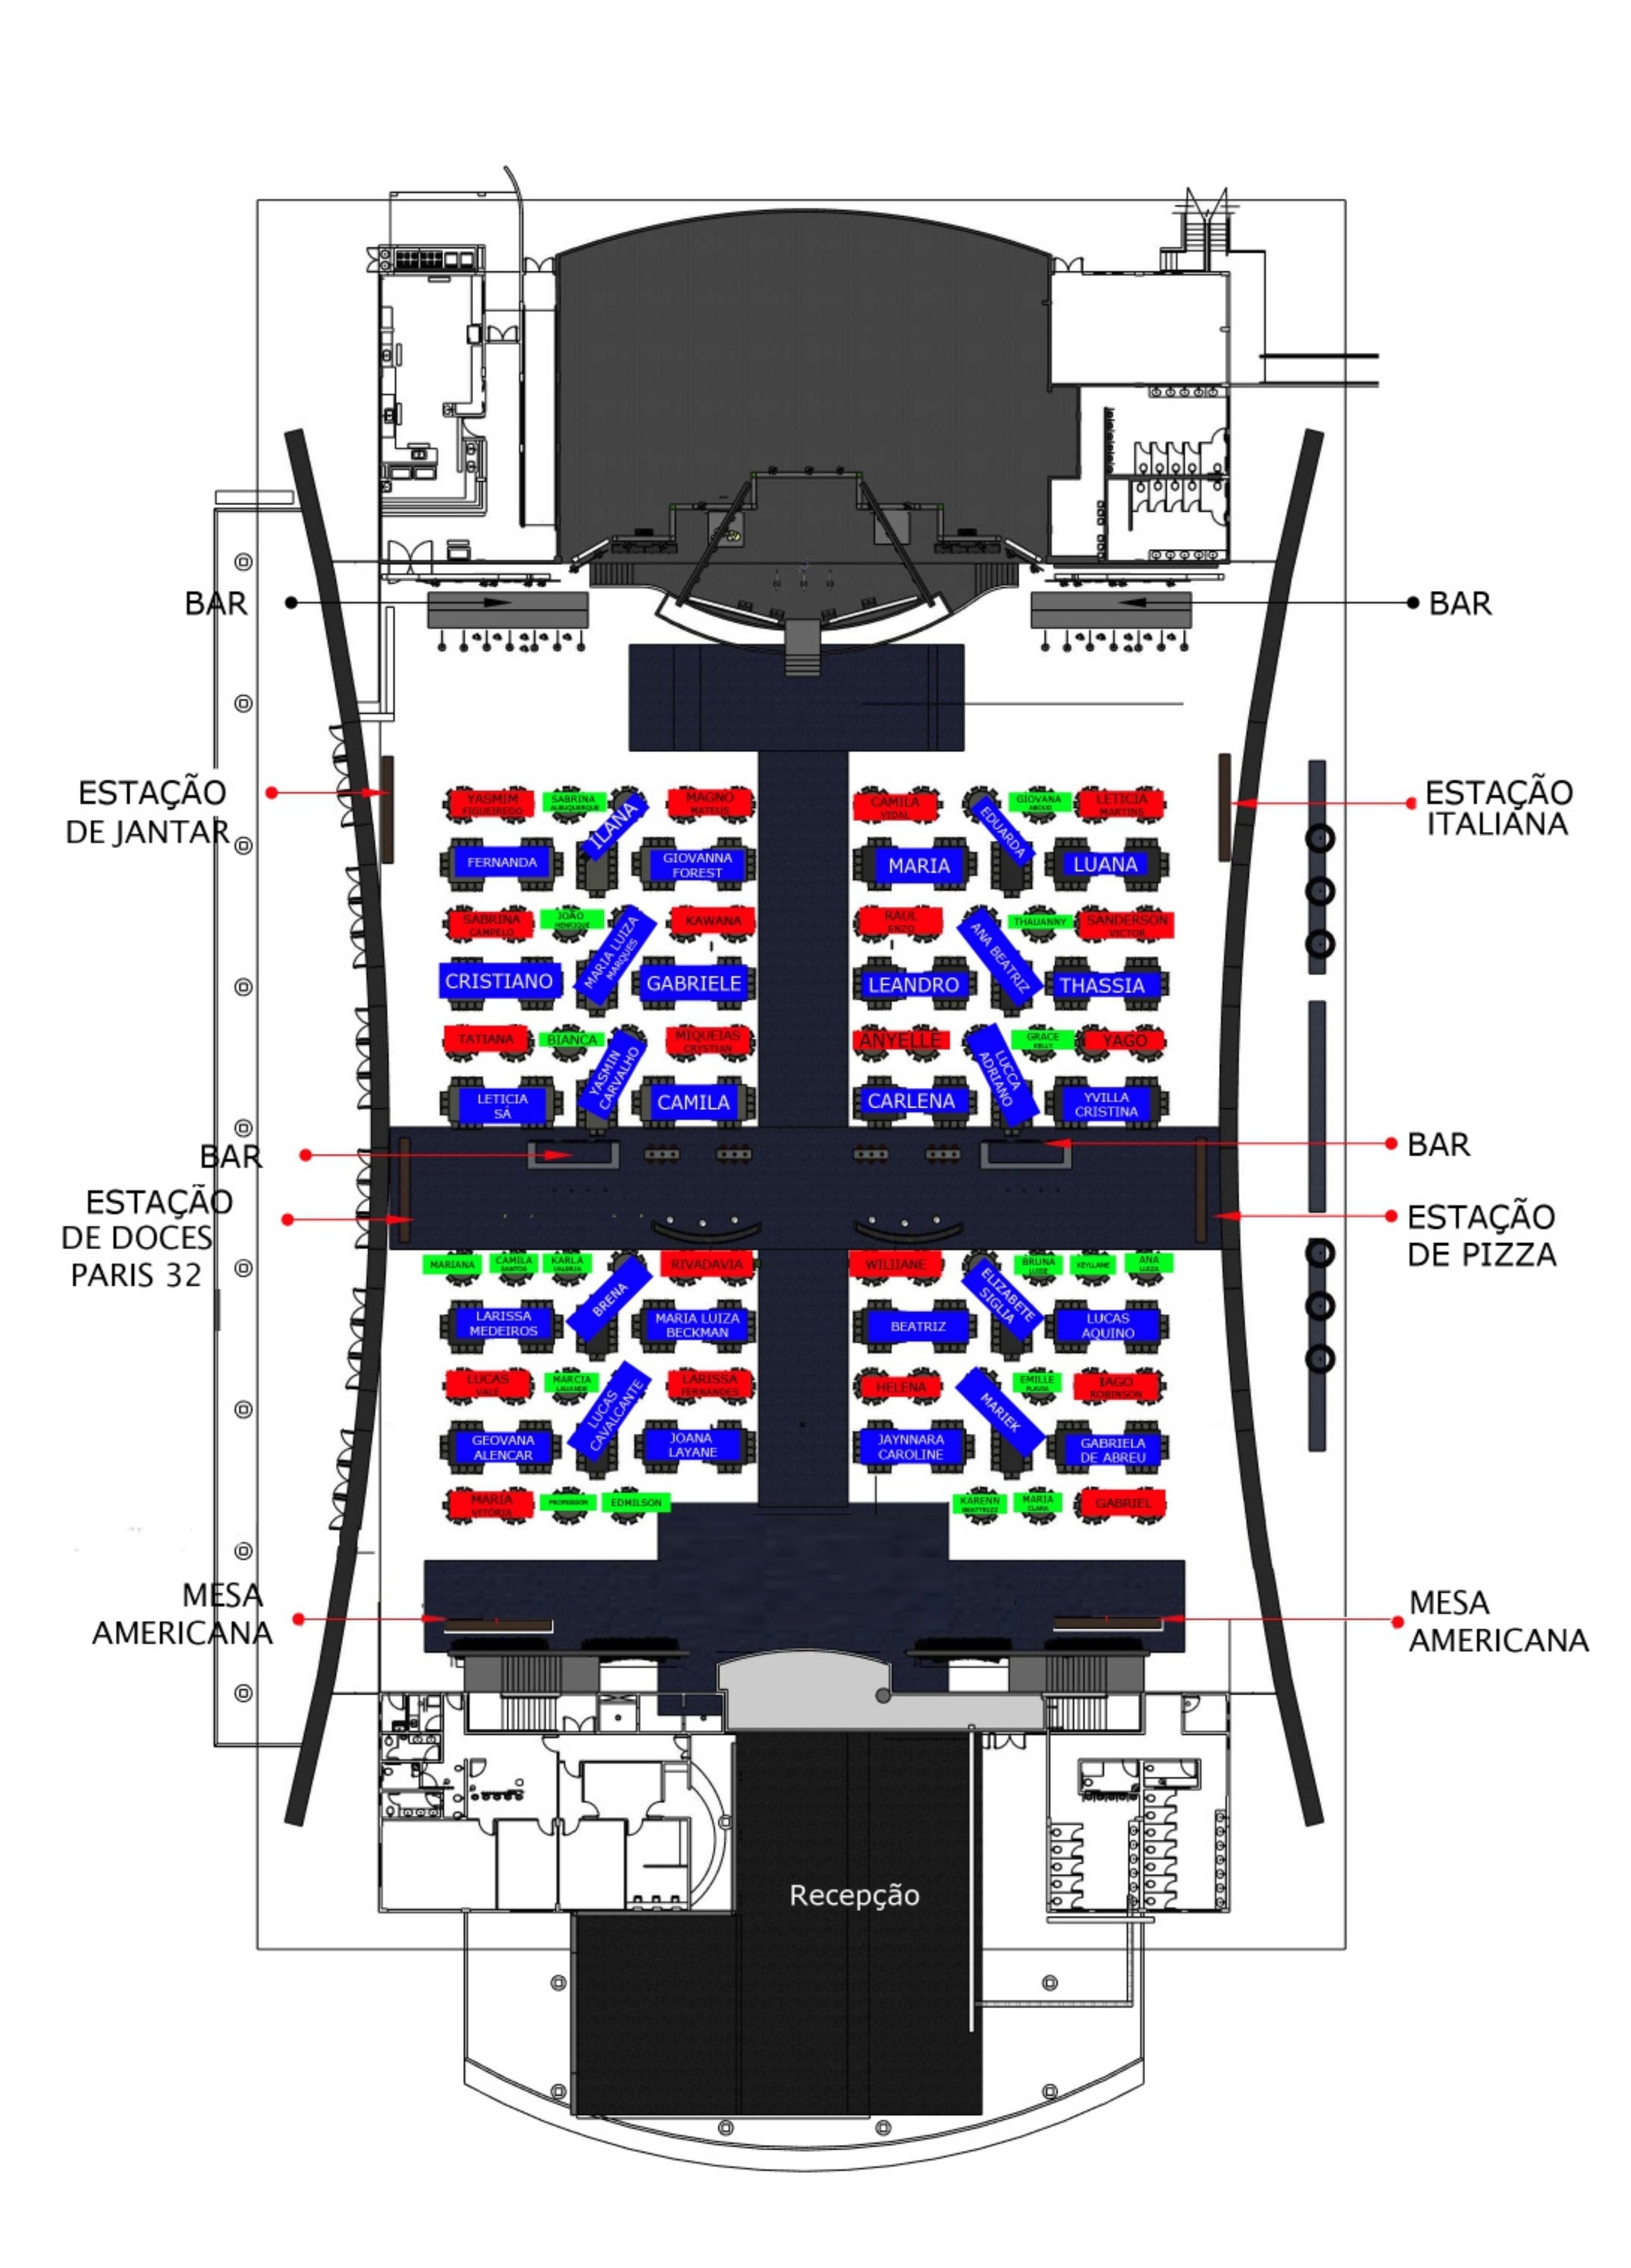 BAR
BAR
ESTAÇÃO
DE JANTAR
ESTAÇÃO
ITALIANA
YASMIM
FIGUEIREDO
SABRINA
ALBUQUERQUE
ILANA
MAGNO
MATEUS
CAMILA
VIDAL
EDUARDA
GIOVANA
ABOUD
LETICIA
MARTINS
FERNANDA
GIOVANNA
FOREST
MARIA
LUANA
SABRINA
CAMPELO
JOÃO
HENRIQUE
MARIA LUIZA
MARQUES
KAWANA
RAUL
ENZO
ANA BEATRIZ
THAUANNY
SANDERSON
VICTOR
CRISTIANO
GABRIELE
LEANDRO
THASSIA
TATIANA
BIANCA
YASMIN
CARVALHO
MIQUEIAS
CRYSTIAN
ANYELLE
LUCCA
ADRIANO
GRACE
KELLY
YAGO
LETICIA
SÁ
CAMILA
CARLENA
YVILLA
CRISTINA
BAR
BAR
ESTAÇÃO
DE DOCES
PARIS 32
ESTAÇÃO
DE PIZZA
MARIANA
CAMILA
SANTOS
KARLA
VALERIA
BRENA
RIVADAVIA
WILIIANE
ELIZABETE
SIGLIA
BRUNA
LUISE
KEYLLANE
ANA
LUIZA
LARISSA
MEDEIROS
MARIA LUIZA
BECKMAN
BEATRIZ
LUCAS
AQUINO
LUCAS
VALE
MARCIA
LUCAS
CAVALCANTE
LARISSA
FERNANDES
HELENA
MARIEK
EMILLE
FLAVIA
IAGO
ROBINSON
GEOVANA
ALENCAR
JOANA
LAYANE
JAYNNARA
CAROLINE
GABRIELA
DE ABREU
MARIA
VITÓRIA
PROFESSOR
EDMILSON
KARENN
BEATTRIZZ
MARIA
CLARA
GABRIEL
MESA
AMERICANA
MESA
AMERICANA
Recepção